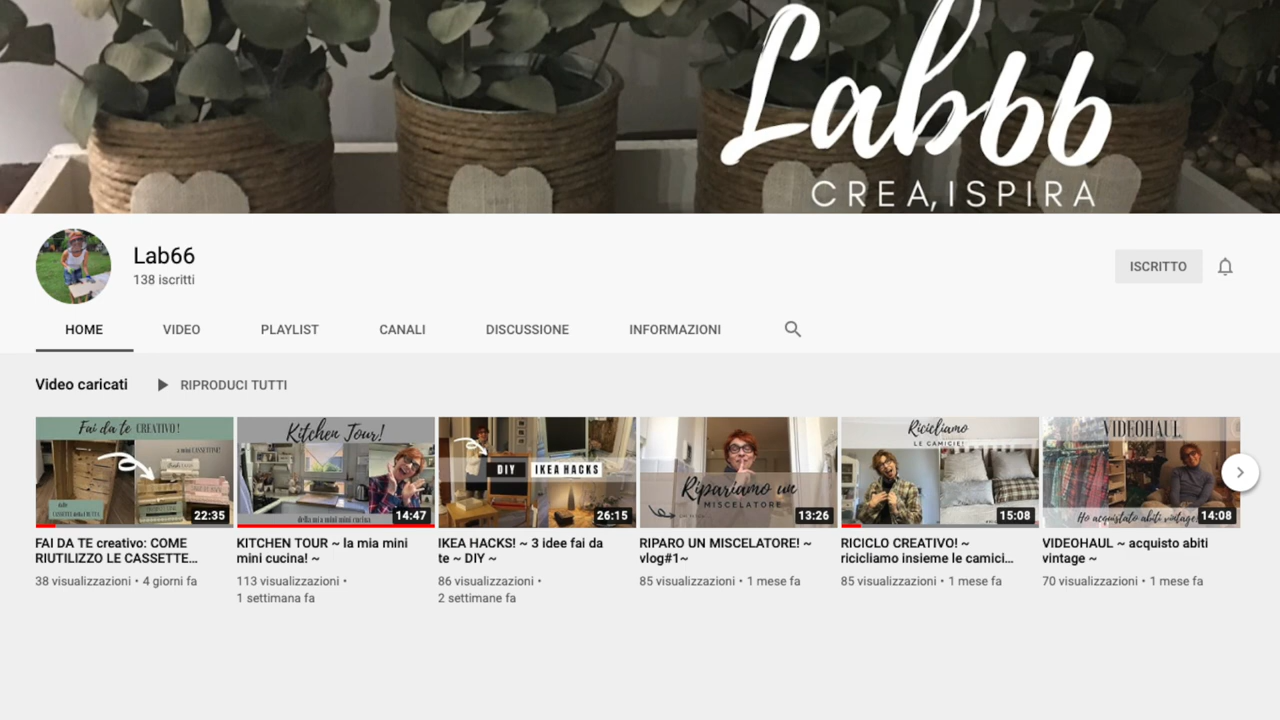 Lab66
CREA, ISPIRA
Lab66
138 iscritti
ISCRITTO
HOME
VIDEO
PLAYLIST
CANALI
DISCUSSIONE
INFORMAZIONI
Video caricati
RIPRODUCI TUTTI
Fai da te CREATIVO!
22:35
FAI DA TE creativo: COME
RIUTILIZZO LE CASSETTE...
38 visualizzazioni • 4 giorni fa
Kitchen Tour!
della mia mini mini cucina
14:47
KITCHEN TOUR ~ la mia mini
mini cucina! ~
113 visualizzazioni •
1 settimana fa
DIY
IKEA HACKS
26:15
IKEA HACKS! ~ 3 idee fai da
te ~ DIY ~
86 visualizzazioni •
2 settimane fa
Ripariamo un
MISCELATORE
13:26
RIPARO UN MISCELATORE! ~
vlog#1~
85 visualizzazioni • 1 mese fa
Ricicliamo
LE CAMICIE!
15:08
RICICLO CREATIVO! ~
ricicliamo insieme le camici...
85 visualizzazioni • 1 mese fa
VIDEOHAUL
Ho acquistato abiti vintage!
14:08
VIDEOHAUL ~ acquisto abiti
vintage ~
70 visualizzazioni • 1 mese fa